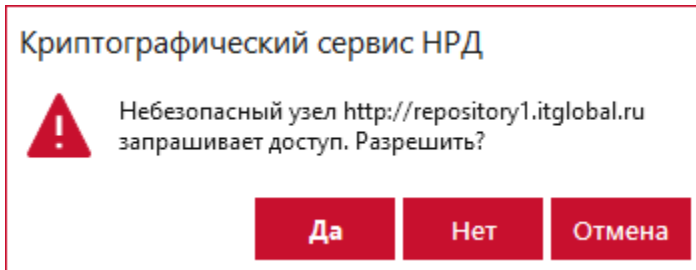 Криптографический сервис НРД
Небезопасный узел http://repository1.itglobal.ru
запрашивает доступ. Разрешить?
Да Нет Отмена